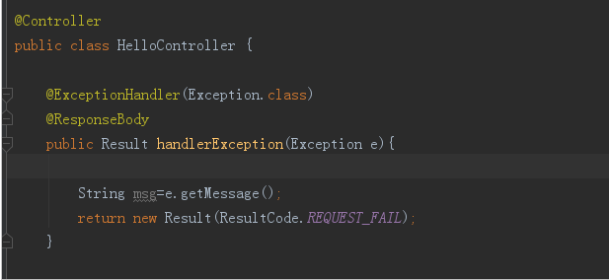 @Controller
public class HelloController {
@ExceptionHandler(Exception.class)
@ResponseBody
public Result handlerException(Exception e){
String msg=e.getMessage();
return new Result(ResultCode.REQUEST_FAIL);
}